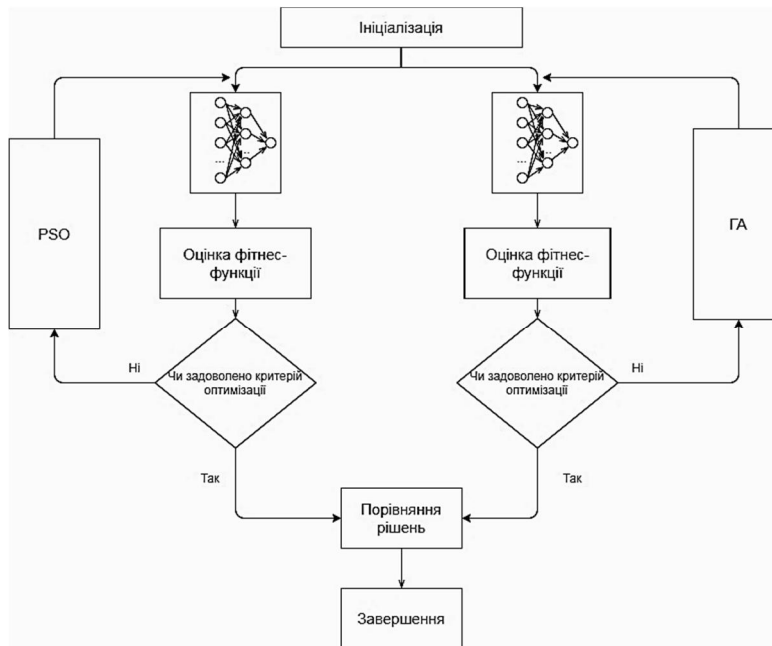 Ініціалізація
PSO
ГА
Оцінка фітнес-
функції
Оцінка фітнес-
функції
Чи задоволено критерій
оптимізації
Чи задоволено критерій
оптимізації
Ні
Ні
Так
Так
Порівняння
рішень
Завершення